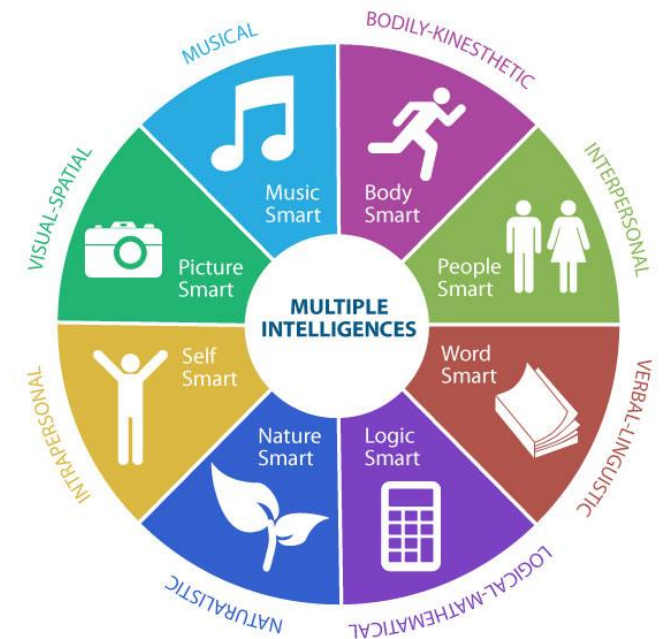 MUSICAL
BODILY-KINESTHETIC
INTERPERSONAL
VERBAL-LINGUISTIC
LOGICAL-MATHEMATICAL
NATURALISTIC
INTRAPERSONAL
VISUAL-SPATIAL
Music
Smart
Body
Smart
People
Smart
Word
Smart
Logic
Smart
Nature
Smart
Self
Smart
Picture
Smart
MULTIPLE
INTELLIGENCES